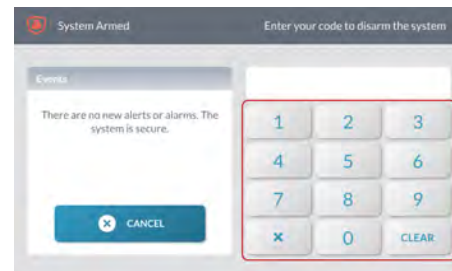 System Armed
Enter your code to disarm the system
Events
There are no new alerts or alarms. The
system is secure.
CANCEL
1 2 3
4 5 6
7 8 9
× 0 CLEAR